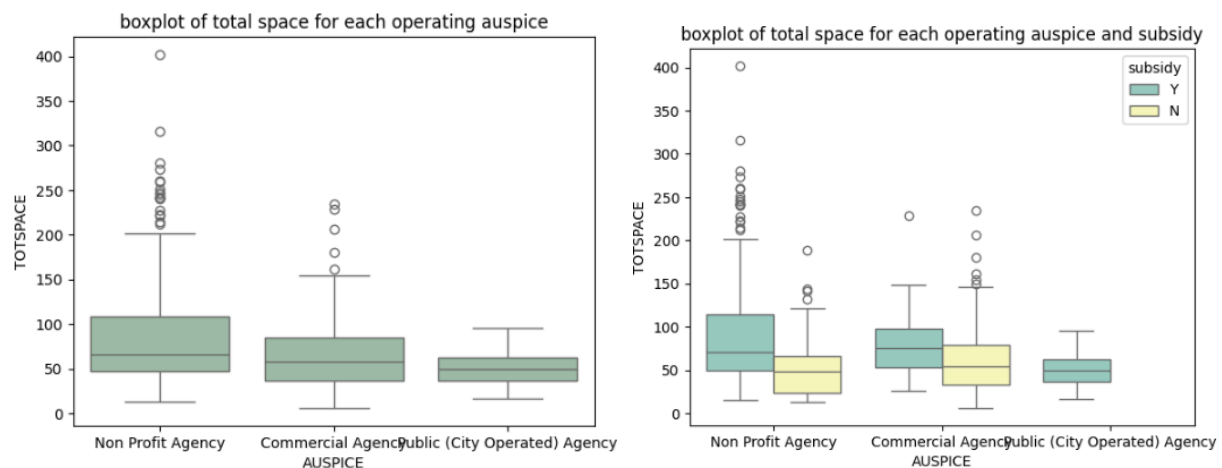 boxplot of total space for each operating auspice
400
350
300
250
200
150
100
50
0
TOTSPACE
Non Profit Agency
Commercial Agency
Public (City Operated) Agency
AUSPICE
boxplot of total space for each operating auspice and subsidy
subsidy
Y
N
400
350
300
250
200
150
100
50
0
TOTSPACE
Non Profit Agency
Commercial Agency
Public (City Operated) Agency
AUSPICE